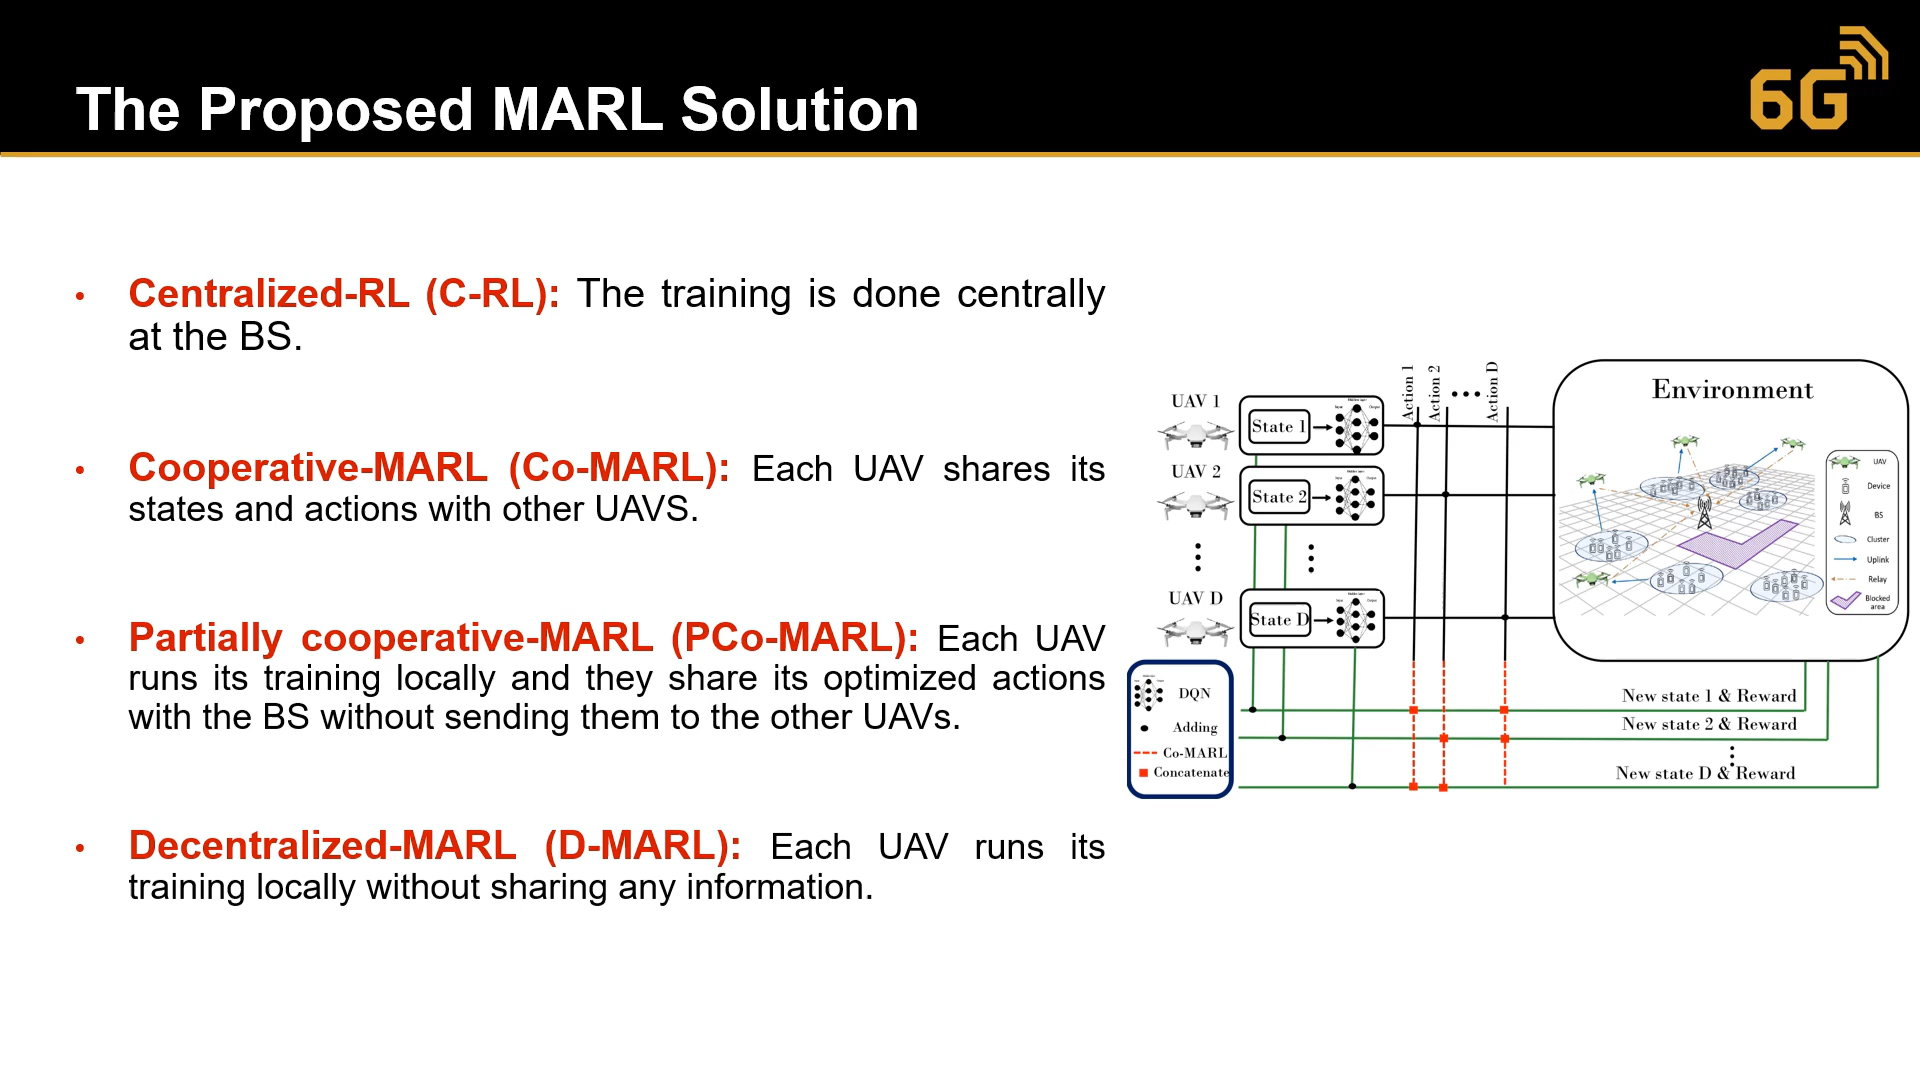 The Proposed MARL Solution
6G
• Centralized-RL (C-RL): The training is done centrally
at the BS.
• Cooperative-MARL (Co-MARL): Each UAV shares its
states and actions with other UAVS.
• Partially cooperative-MARL (PCo-MARL): Each UAV
runs its training locally and they share its optimized actions
with the BS without sending them to the other UAVs.
• Decentralized-MARL (D-MARL): Each UAV runs its
training locally without sharing any information.
UAV 1
State 1
UAV 2
State 2
UAV D
State D
Action 1
Action 2
Action D
Environment
UAV
Device
BS
Cluster
Uplink
Relay
Blocked
area
DQN
Adding
Co-MARL
Concatenate
New state 1 & Reward
New state 2 & Reward
New state D & Reward